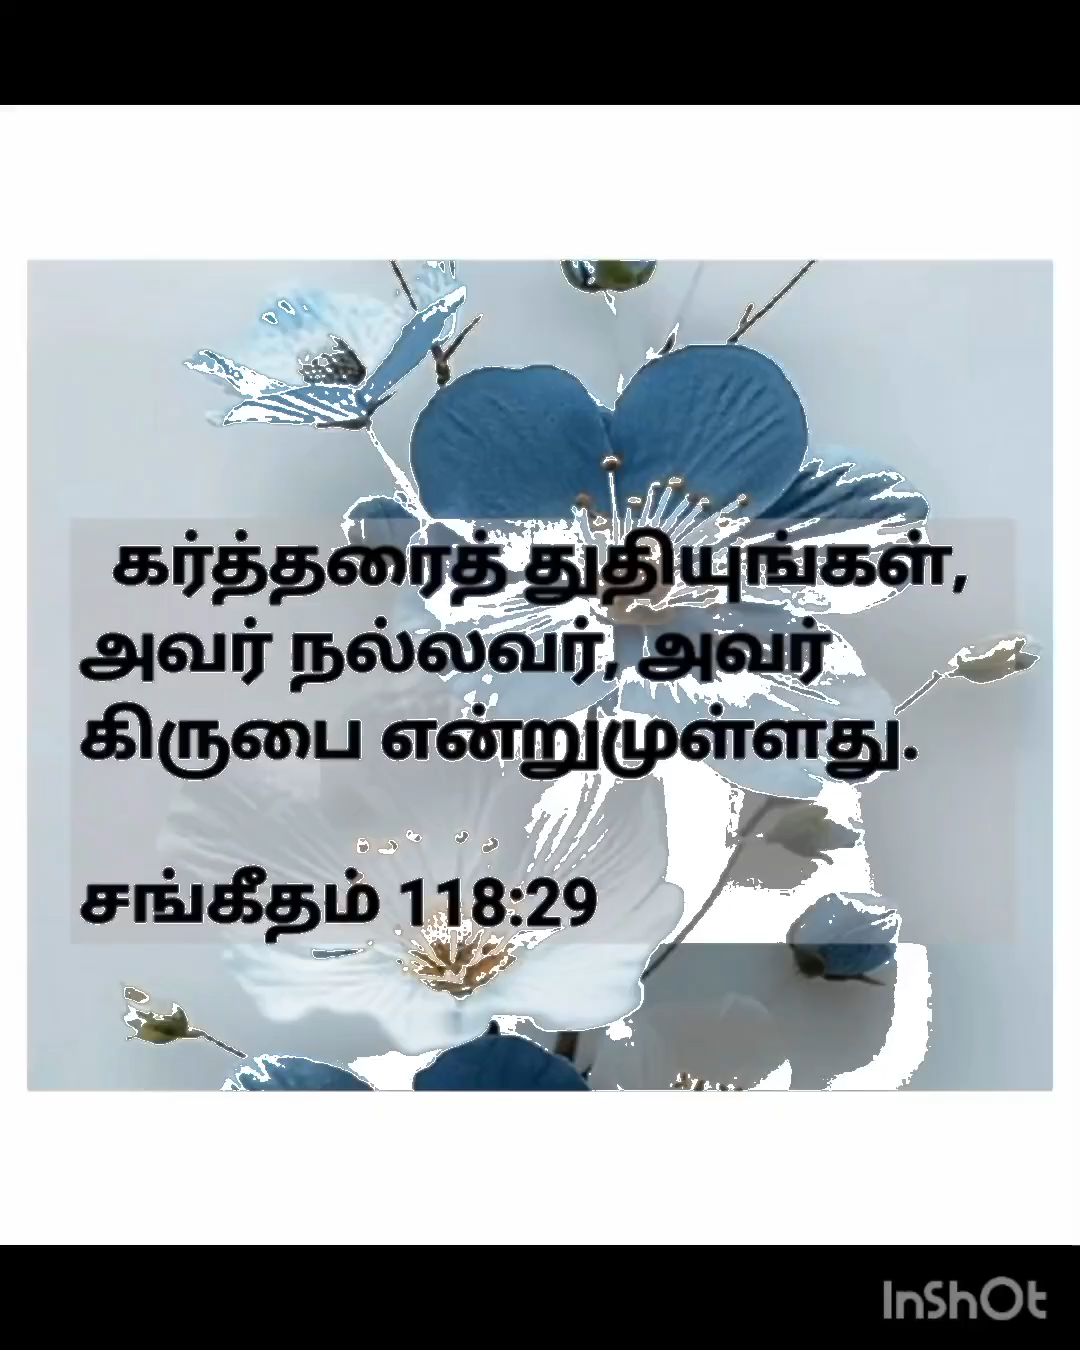 கர்த்தரைத் துதியுங்கள்,
அவர் நல்லவர், அவர்
கிருபை என்றுமுள்ளது.
சங்கீதம் 118:29
InShOt